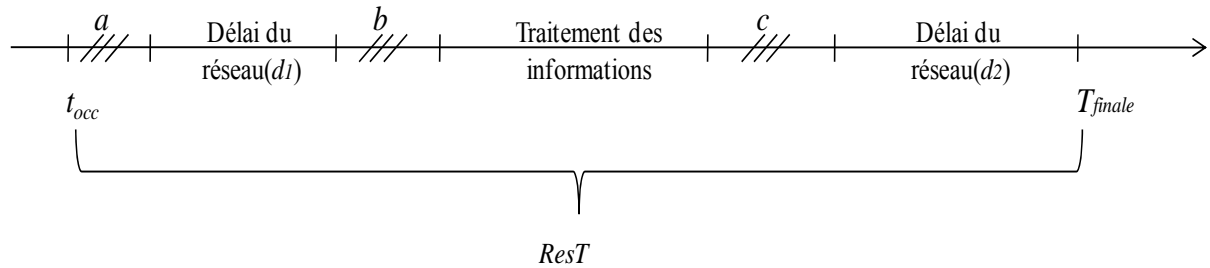 a
Délai du
réseau(d1)
b
Traitement des
informations
c
Délai du
réseau(d2)
tocc
Tfinale
ResT